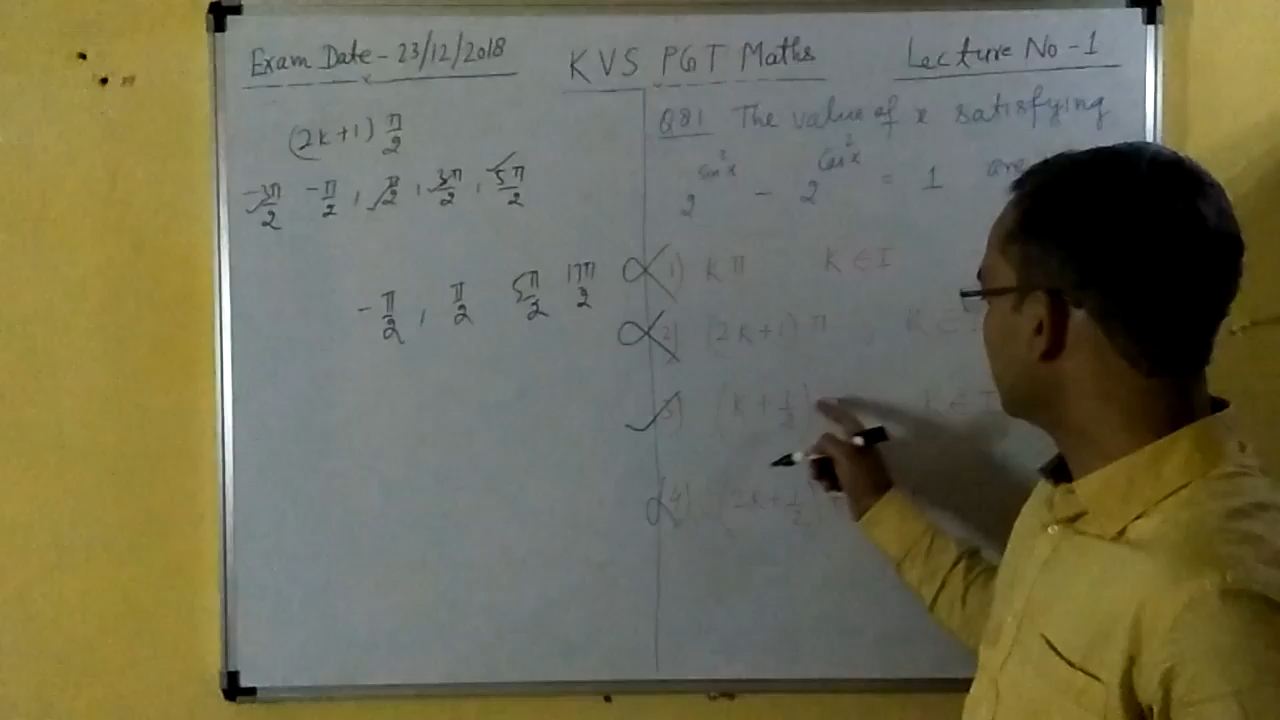 Exam Date - 23/12/2018
KVS PGT Maths
Lecture No - 1
(2k+1) π/2
-3π/2 -π/2, π/2, 3π/2, 5π/2
-π/2, π/2 5π/2 17π/2
Q81 The value of x satisfying
2^sin²x - 2^cos²x = 1 are
1) Kπ K∈I
2) (2k+1)π, K∈
3) (k+1/2) k∈I
4) (2k+1/2)